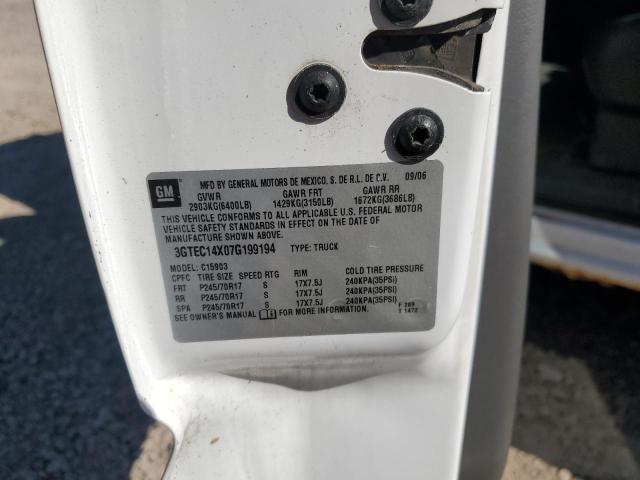 GM MFD BY GENERAL MOTORS DE MEXICO, S. DE R.L. DE C.V. 09/06
GVWR GAWR FRT GAWR RR
2903KG(6400LB) 1429KG(3150LB) 1672KG(3686LB)
THIS VEHICLE CONFORMS TO ALL APPLICABLE U.S. FEDERAL MOTOR
VEHICLE SAFETY STANDARDS IN EFFECT ON THE DATE OF
MANUFACTURE SHOWN ABOVE.
3GTEC14X07G199194 TYPE: TRUCK
MODEL: C15903
CPFC TIRE SIZE SPEED RTG RIM COLD TIRE PRESSURE
FRT P245/70R17 S 17X7.5J 240KPA(35PSI)
RR P245/70R17 S 17X7.5J 240KPA(35PSI)
SPA P245/70R17 S 17X7.5J 240KPA(35PSI)
SEE OWNER'S MANUAL FOR MORE INFORMATION.